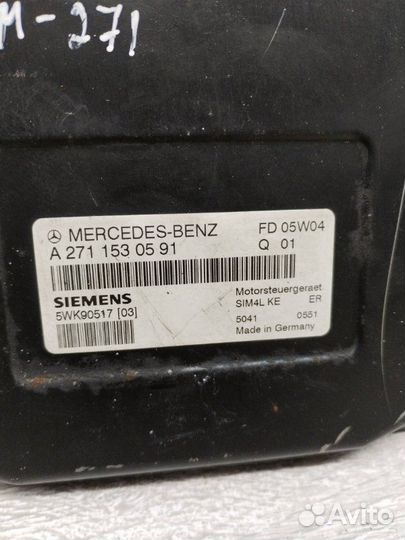 M-271
MERCEDES-BENZ
FD 05W04
A 271 153 05 91
Q 01
SIEMENS
5WK90517 [03]
Motorsteuergeraet
SIM4L KE ER
5041 0551
Made in Germany
Avito